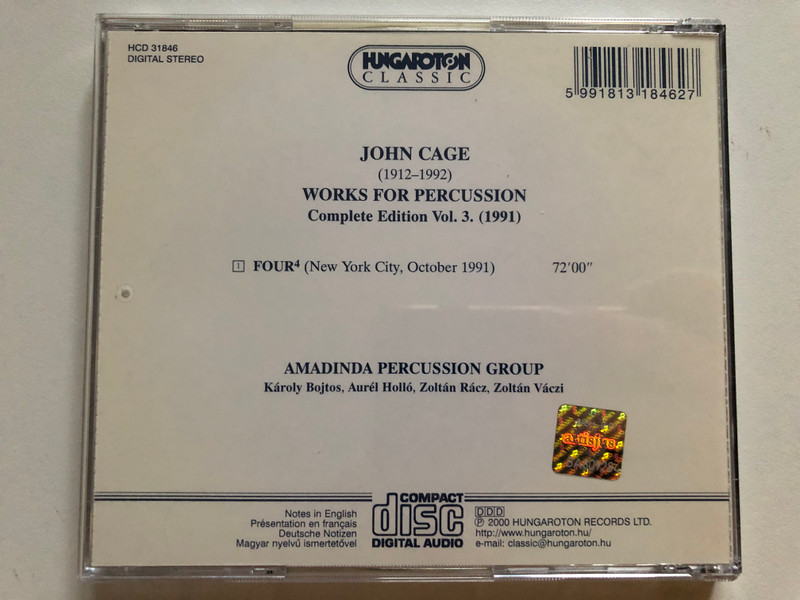 HCD 31846
DIGITAL STEREO
HUNGAROTON
CLASSIC
5 991813 184627
JOHN CAGE
(1912–1992)
WORKS FOR PERCUSSION
Complete Edition Vol. 3. (1991)
1 FOUR⁴ (New York City, October 1991) 72′00″
AMADINDA PERCUSSION GROUP
Károly Bojtos, Aurél Holló, Zoltán Rácz, Zoltán Váczi
artisjus
Notes in English
Présentation en français
Deutsche Notizen
Magyar nyelvű ismertetővel
COMPACT
disc
DIGITAL AUDIO
DDD
℗ 2000 HUNGAROTON RECORDS LTD.
http://www.hungaroton.hu/
e-mail: classic@hungaroton.hu